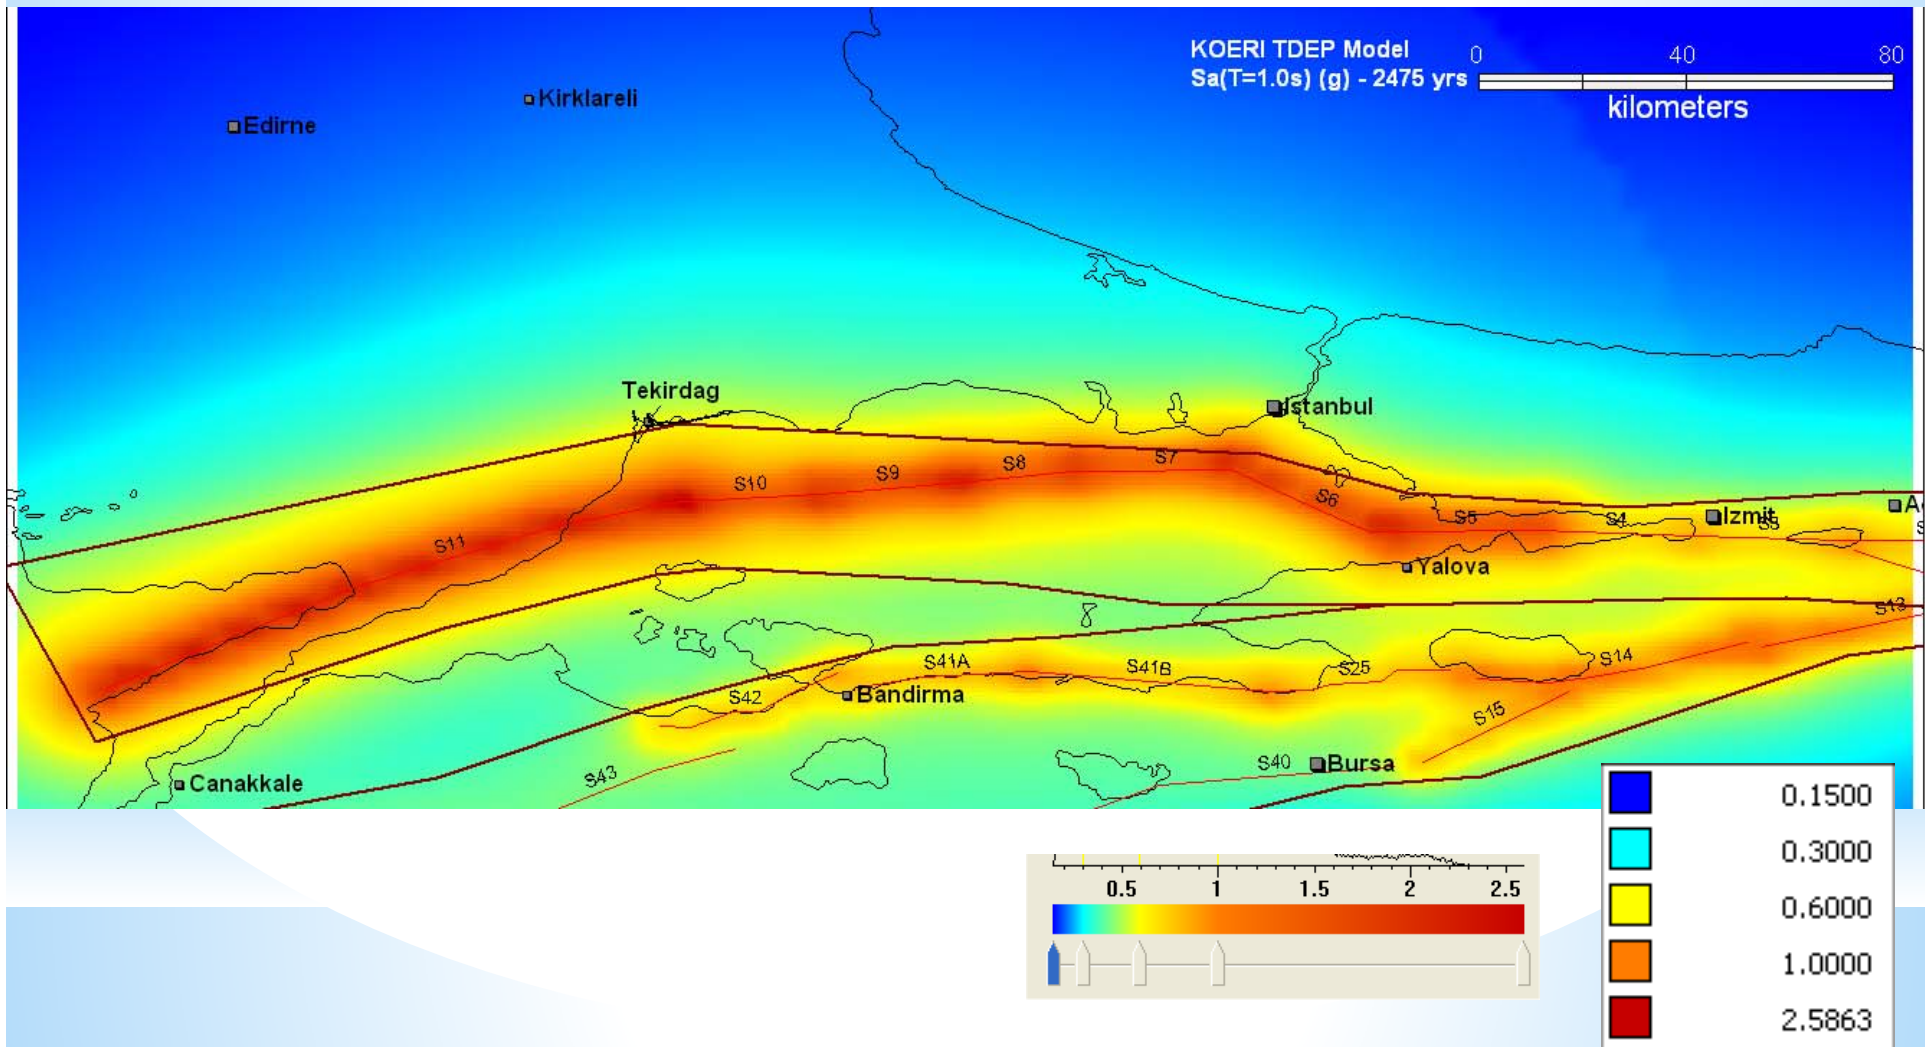 KOERI TDEP Model
Sa(T=1.0s) (g) - 2475 yrs
0 40 80
kilometers
Kirklareli
Edirne
Tekirdag
Istanbul
S7
S8
S9
S10
S6
S5
S4
Izmit
S3
A
S
S11
Yalova
S13
S41A
S41B
S25
S14
S42
Bandirma
S15
S43
S40
Bursa
Canakkale
0.1500
0.3000
0.6000
1.0000
2.5863
0.5 1 1.5 2 2.5